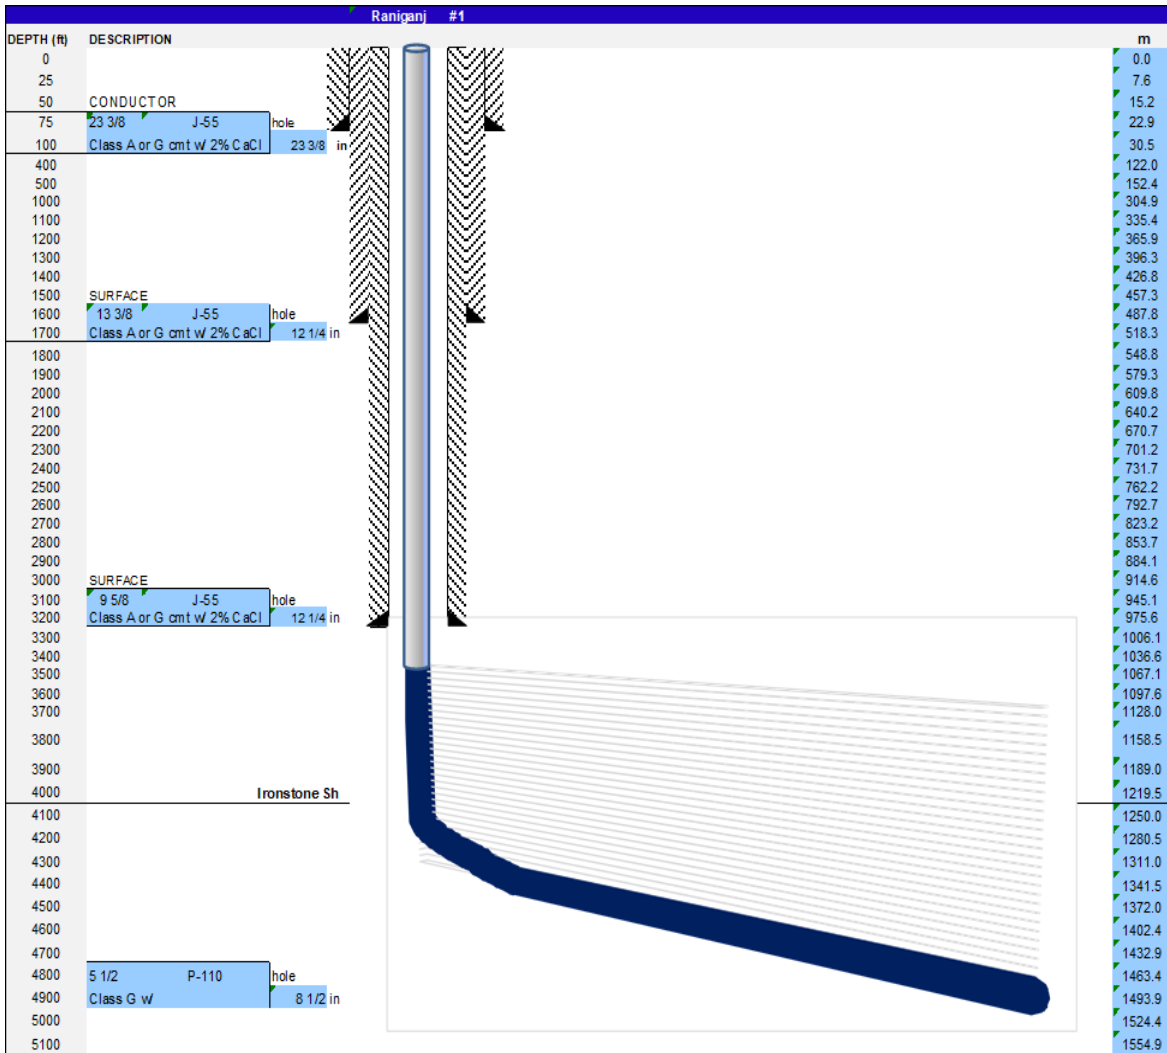 Raniganj #1
DEPTH (ft) DESCRIPTION m
0 0.0
25 7.6
50 CONDUCTOR 15.2
75 23 3/8 J-55 hole 22.9
100 Class A or G cmt w/ 2% CaCl 23 3/8 in 30.5
400 122.0
500 152.4
1000 304.9
1100 335.4
1200 365.9
1300 396.3
1400 426.8
1500 SURFACE 457.3
1600 13 3/8 J-55 hole 487.8
1700 Class A or G cmt w/ 2% CaCl 12 1/4 in 518.3
1800 548.8
1900 579.3
2000 609.8
2100 640.2
2200 670.7
2300 701.2
2400 731.7
2500 762.2
2600 792.7
2700 823.2
2800 853.7
2900 884.1
3000 SURFACE 914.6
3100 9 5/8 J-55 hole 945.1
3200 Class A or G cmt w/ 2% CaCl 12 1/4 in 975.6
3300 1006.1
3400 1036.6
3500 1067.1
3600 1097.6
3700 1128.0
3800 1158.5
3900 1189.0
4000 Ironstone Sh 1219.5
4100 1250.0
4200 1280.5
4300 1311.0
4400 1341.5
4500 1372.0
4600 1402.4
4700 1432.9
4800 5 1/2 P-110 hole 1463.4
4900 Class G w/ 8 1/2 in 1493.9
5000 1524.4
5100 1554.9